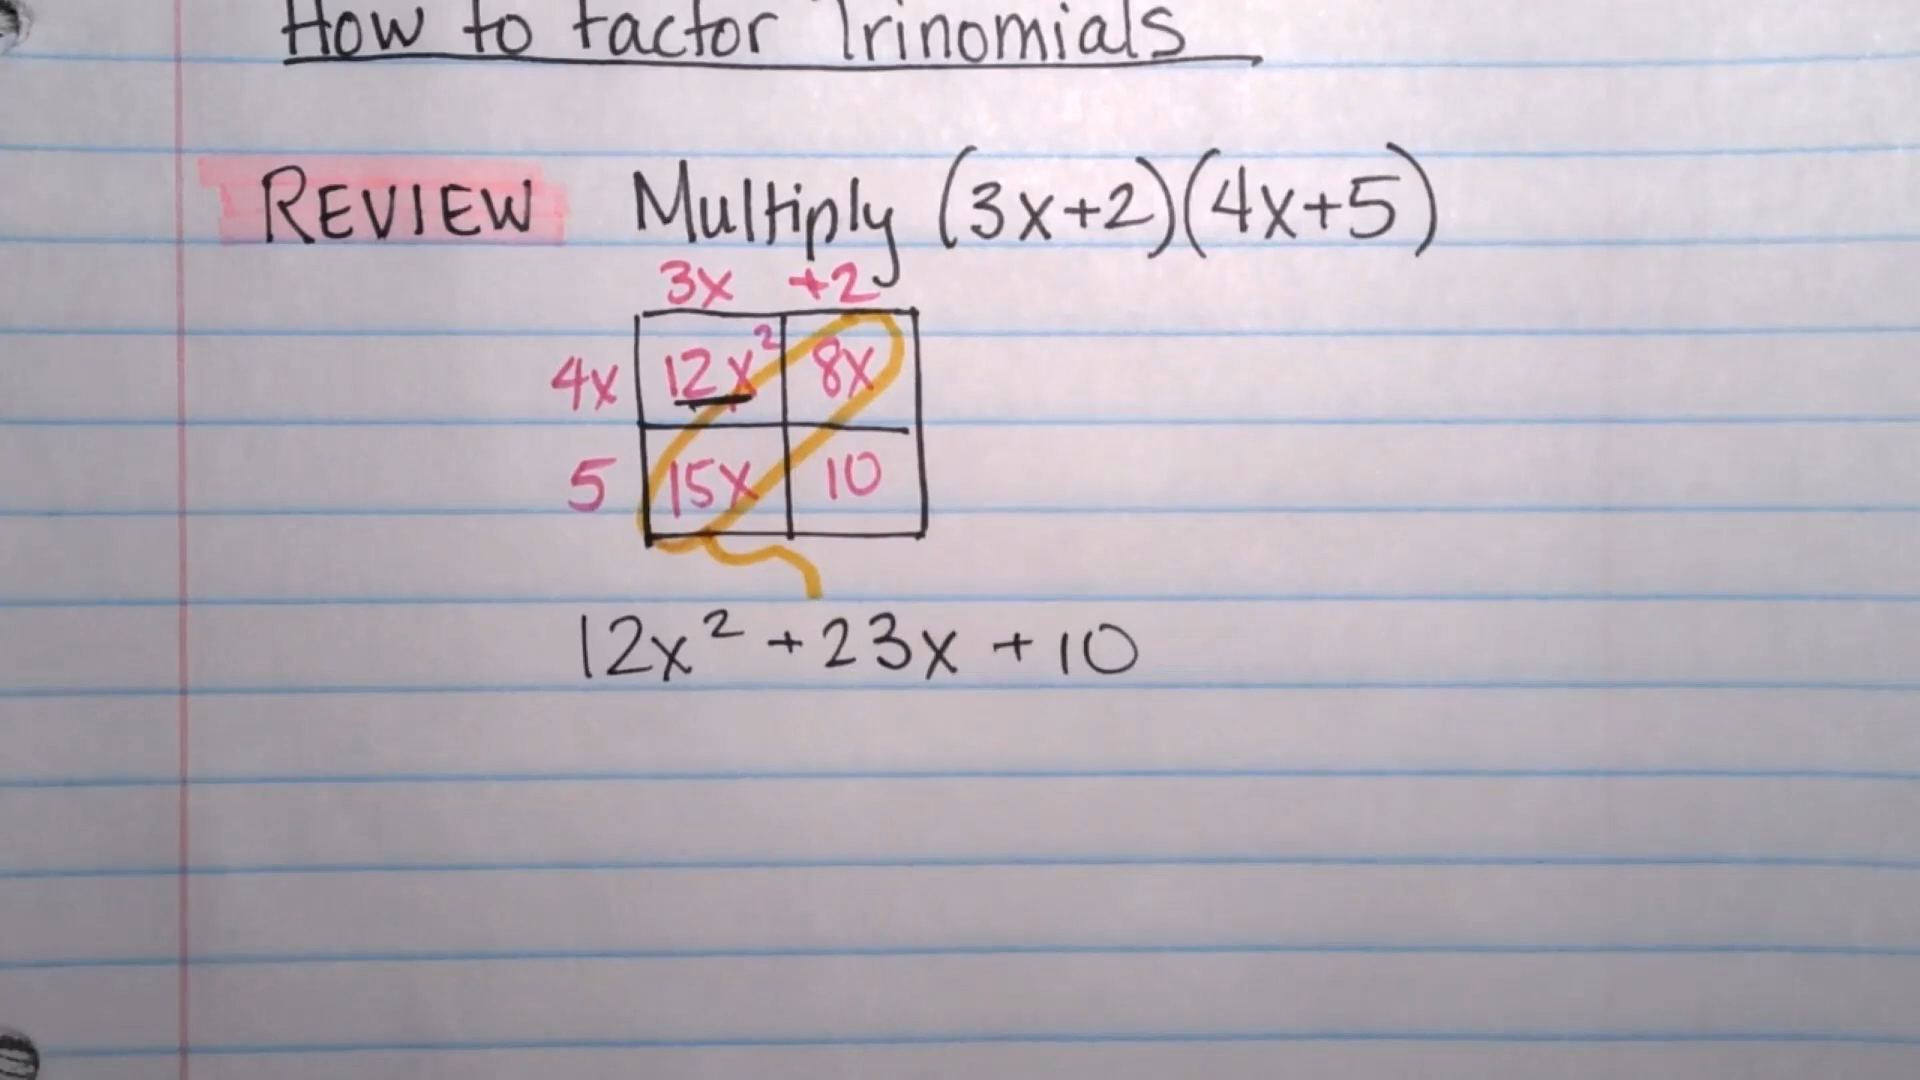 How to Factor Trinomials
REVIEW Multiply (3x+2)(4x+5)
3x +2
4x 12x² 8x
5 15x 10
12x² + 23x + 10